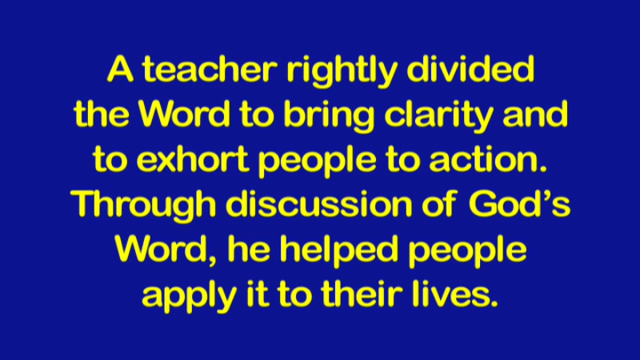 A teacher rightly divided
the Word to bring clarity and
to exhort people to action.
Through discussion of God’s
Word, he helped people
apply it to their lives.